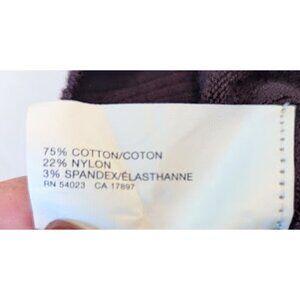 75% COTTON/COTON
22% NYLON
3% SPANDEX/ÉLASTHANNE
RN 54023 CA 17897